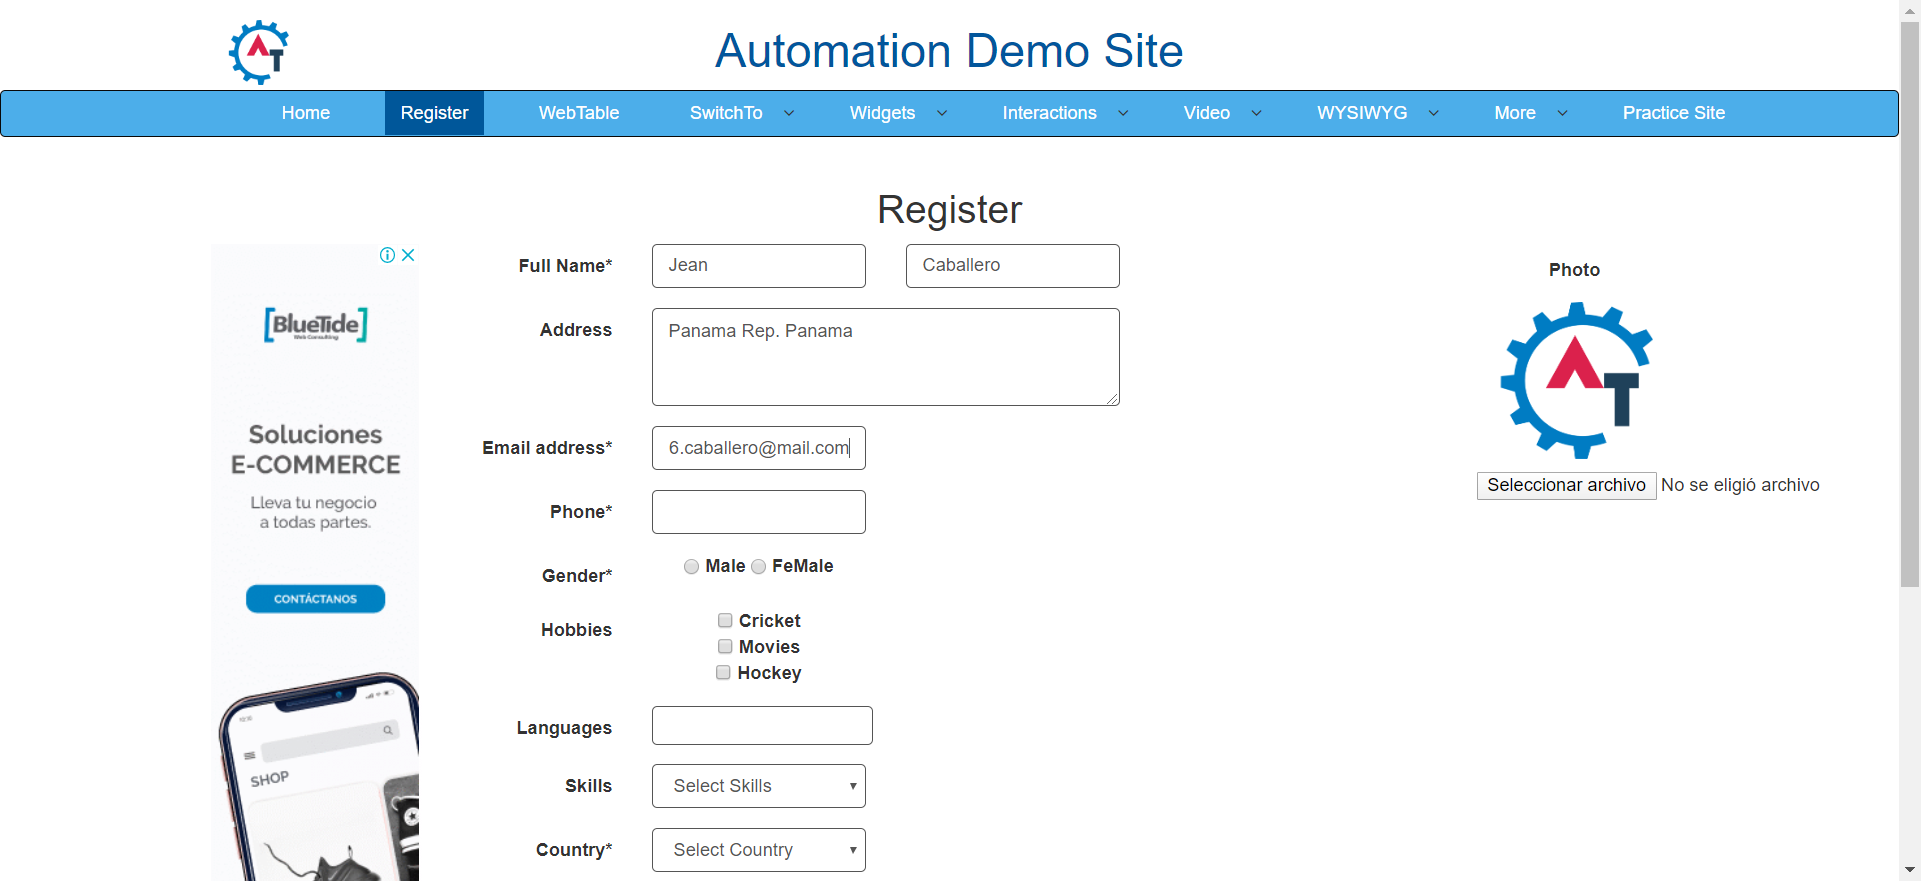 Automation Demo Site
Home Register WebTable SwitchTo Widgets Interactions Video WYSIWYG More Practice Site
Register
BlueTide
Web Consulting
Soluciones
E-COMMERCE
Lleva tu negocio
a todas partes.
CONTÁCTANOS
SHOP
Full Name* Jean Caballero
Address Panama Rep. Panama
Email address* 6.caballero@mail.com
Phone*
Gender* Male FeMale
Hobbies Cricket
Movies
Hockey
Languages
Skills Select Skills
Country* Select Country
Photo
AT
Seleccionar archivo No se eligió archivo